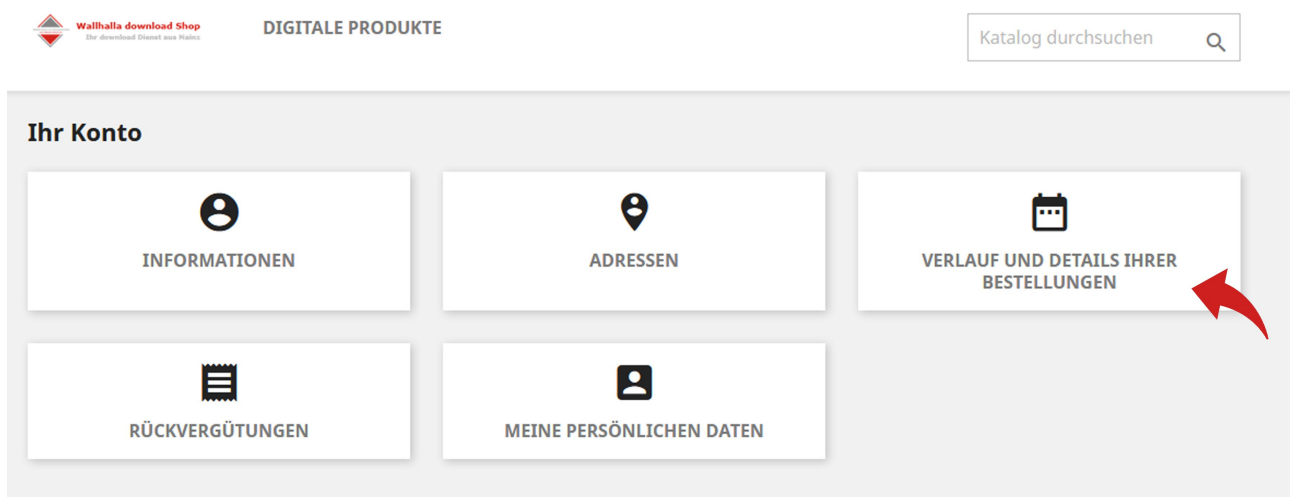 Wallhalla download Shop
Ihr download Dienst aus Mainz
DIGITALE PRODUKTE
Katalog durchsuchen
Ihr Konto
INFORMATIONEN
ADRESSEN
VERLAUF UND DETAILS IHRER
BESTELLUNGEN
RÜCKVERGÜTUNGEN
MEINE PERSÖNLICHEN DATEN